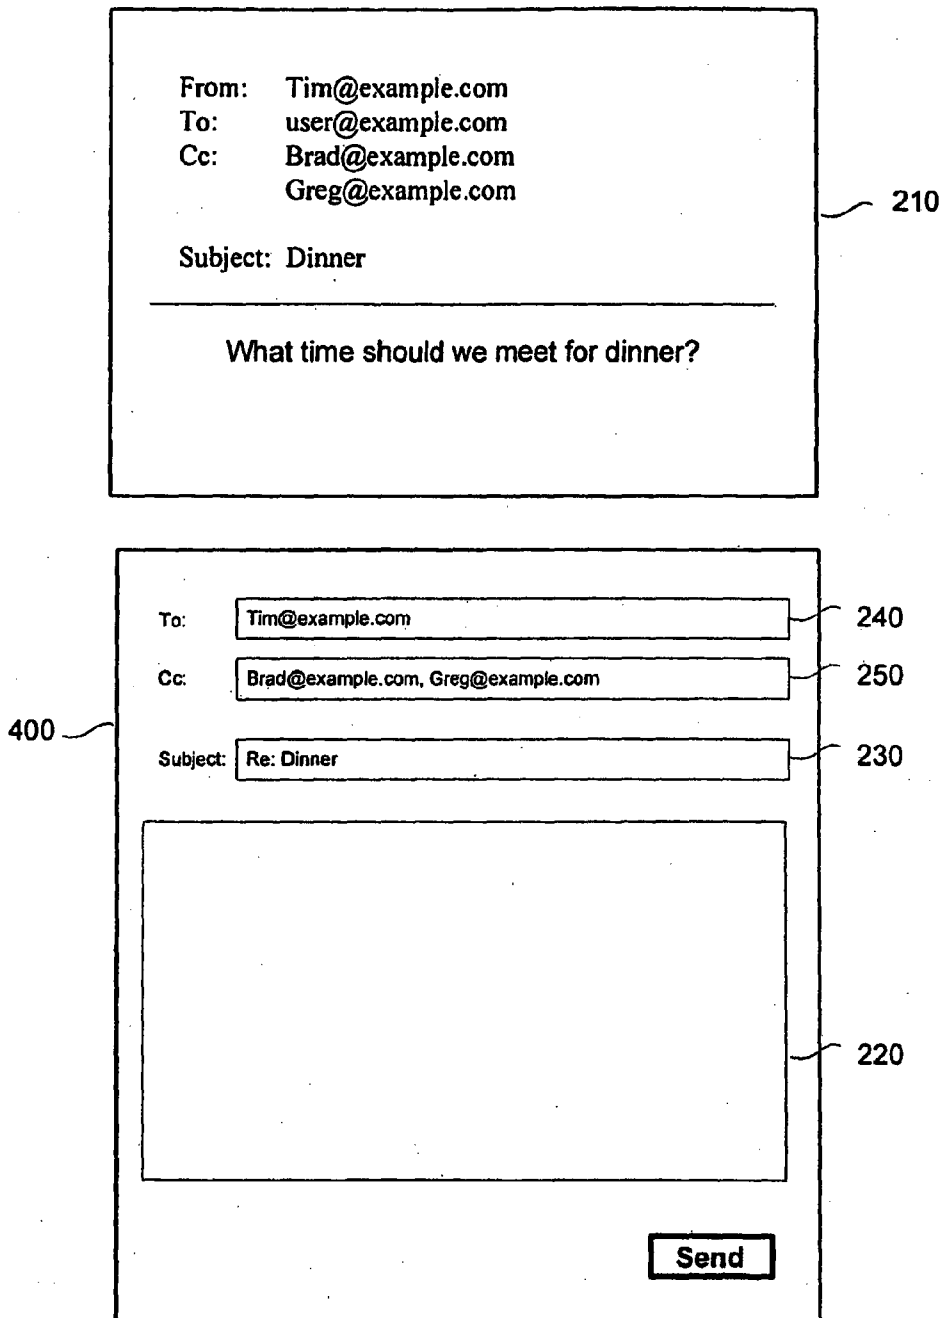 From: Tim@example.com
To: user@example.com
Cc: Brad@example.com
Greg@example.com
210
Subject: Dinner
What time should we meet for dinner?
To: Tim@example.com 240
Cc: Brad@example.com, Greg@example.com 250
400
Subject: Re: Dinner 230
220
Send